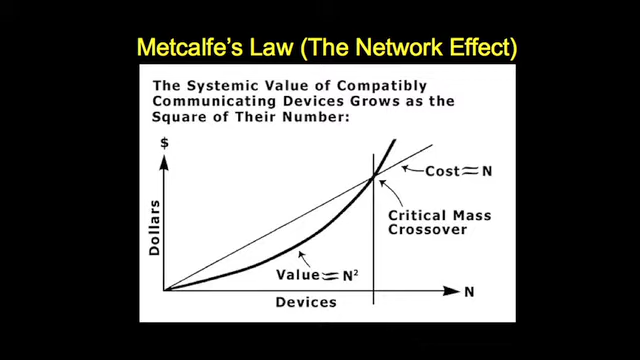 Metcalfe's Law (The Network Effect)
The Systemic Value of Compatibly
Communicating Devices Grows as the
Square of Their Number:
$
Cost ≈ N
Critical Mass
Crossover
Dollars
Value ≈ N²
Devices
N